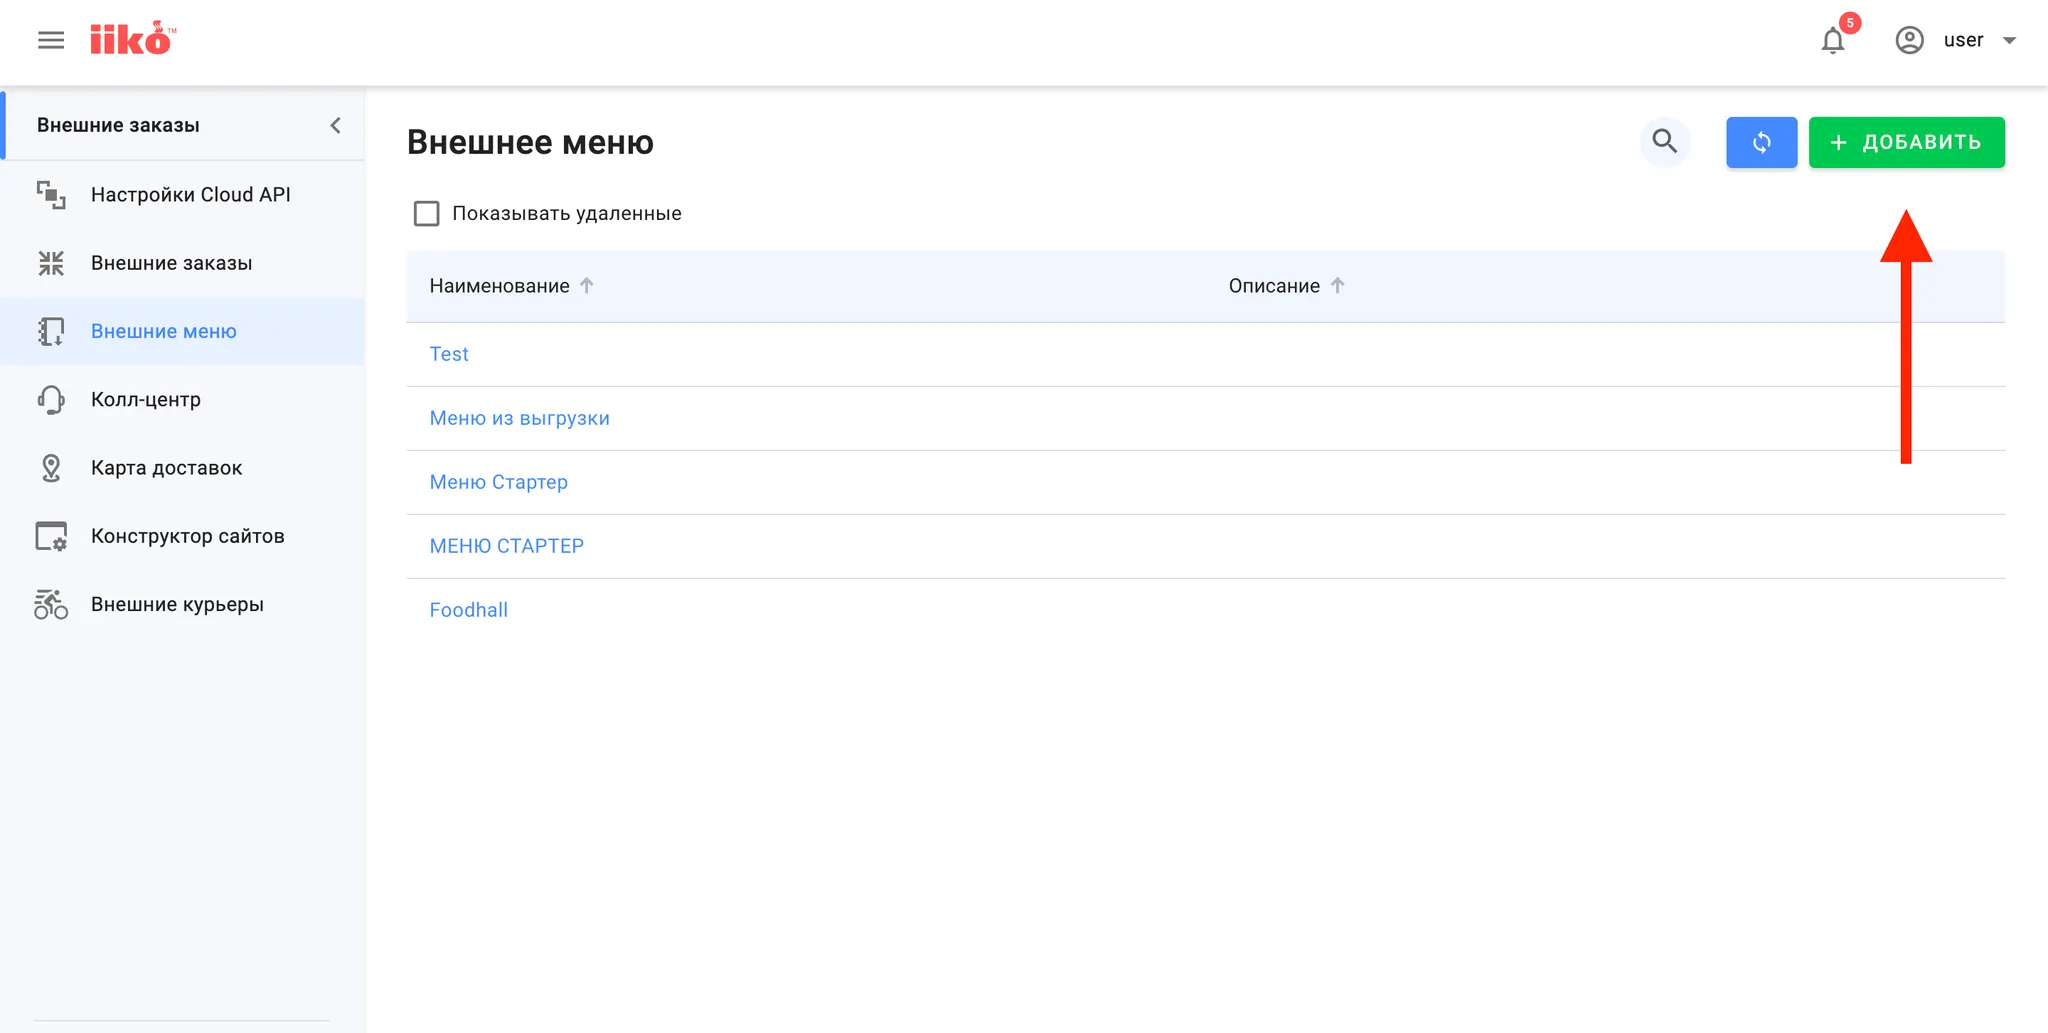 iiko™
5
user
Внешние заказы
Настройки Cloud API
Внешние заказы
Внешние меню
Колл-центр
Карта доставок
Конструктор сайтов
Внешние курьеры
Внешнее меню
+ ДОБАВИТЬ
Показывать удаленные
Наименование Описание
Test
Меню из выгрузки
Меню Стартер
МЕНЮ СТАРТЕР
Foodhall